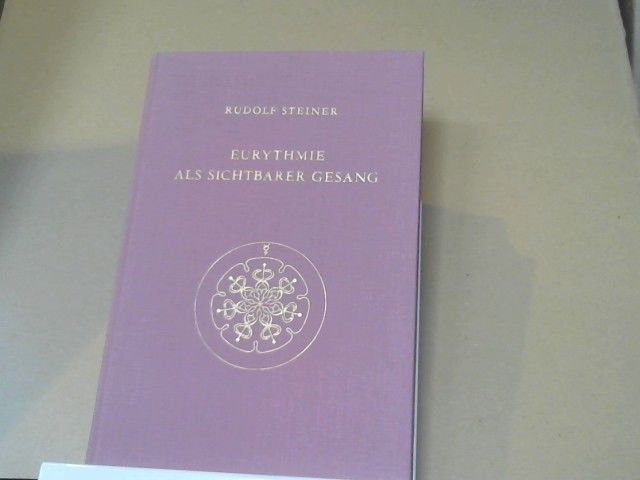 RUDOLF STEINER
EURYTHMIE
ALS SICHTBARER GESANG